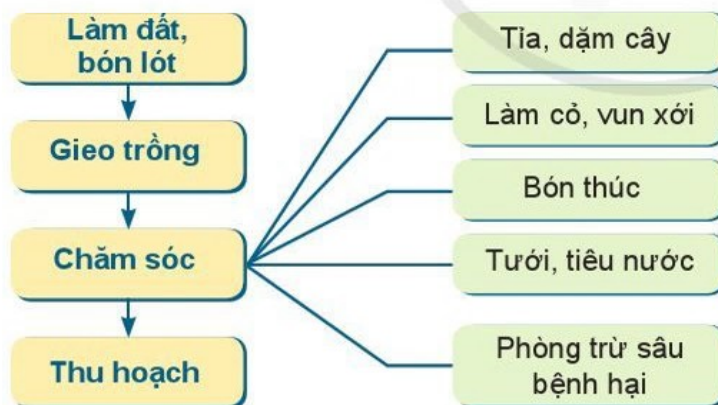 Làm đất,
bón lót
Gieo trồng
Chăm sóc
Thu hoạch
Tỉa, dặm cây
Làm cỏ, vun xới
Bón thúc
Tưới, tiêu nước
Phòng trừ sâu
bệnh hại